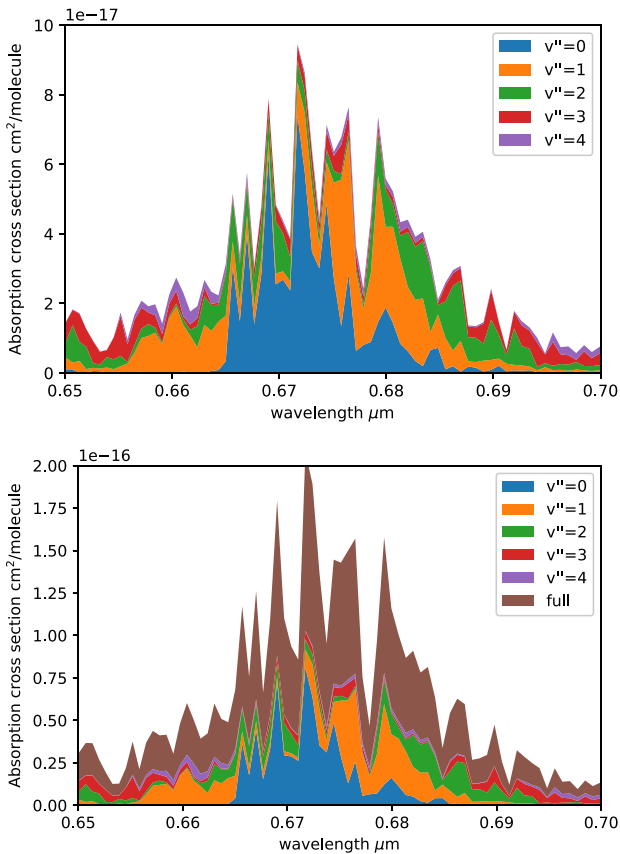 1e−17
10
8
6
4
2
0
Absorption cross section cm²/molecule
v"=0
v"=1
v"=2
v"=3
v"=4
0.65
0.66
0.67
0.68
0.69
0.70
wavelength μm
1e−16
2.00
1.75
1.50
1.25
1.00
0.75
0.50
0.25
0.00
Absorption cross section cm²/molecule
v"=0
v"=1
v"=2
v"=3
v"=4
full
0.65
0.66
0.67
0.68
0.69
0.70
wavelength μm